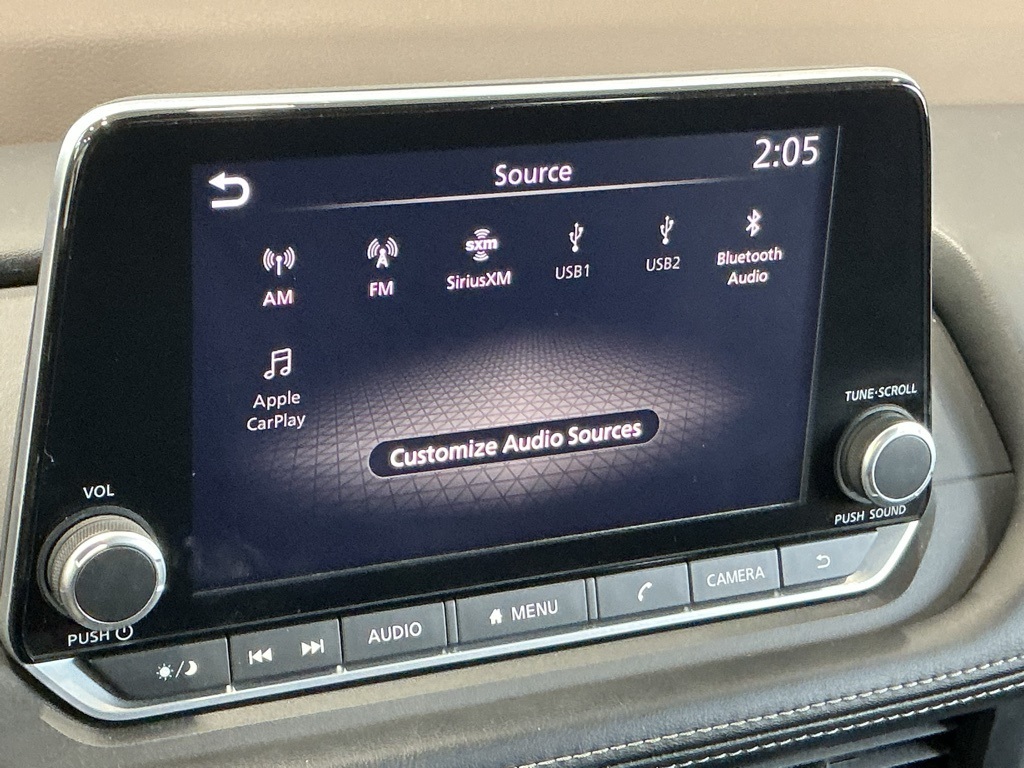 Source
2:05
AM
FM
sxm
SiriusXM
USB1
USB2
Bluetooth
Audio
Apple
CarPlay
Customize Audio Sources
TUNE·SCROLL
PUSH SOUND
VOL
PUSH
AUDIO
MENU
CAMERA